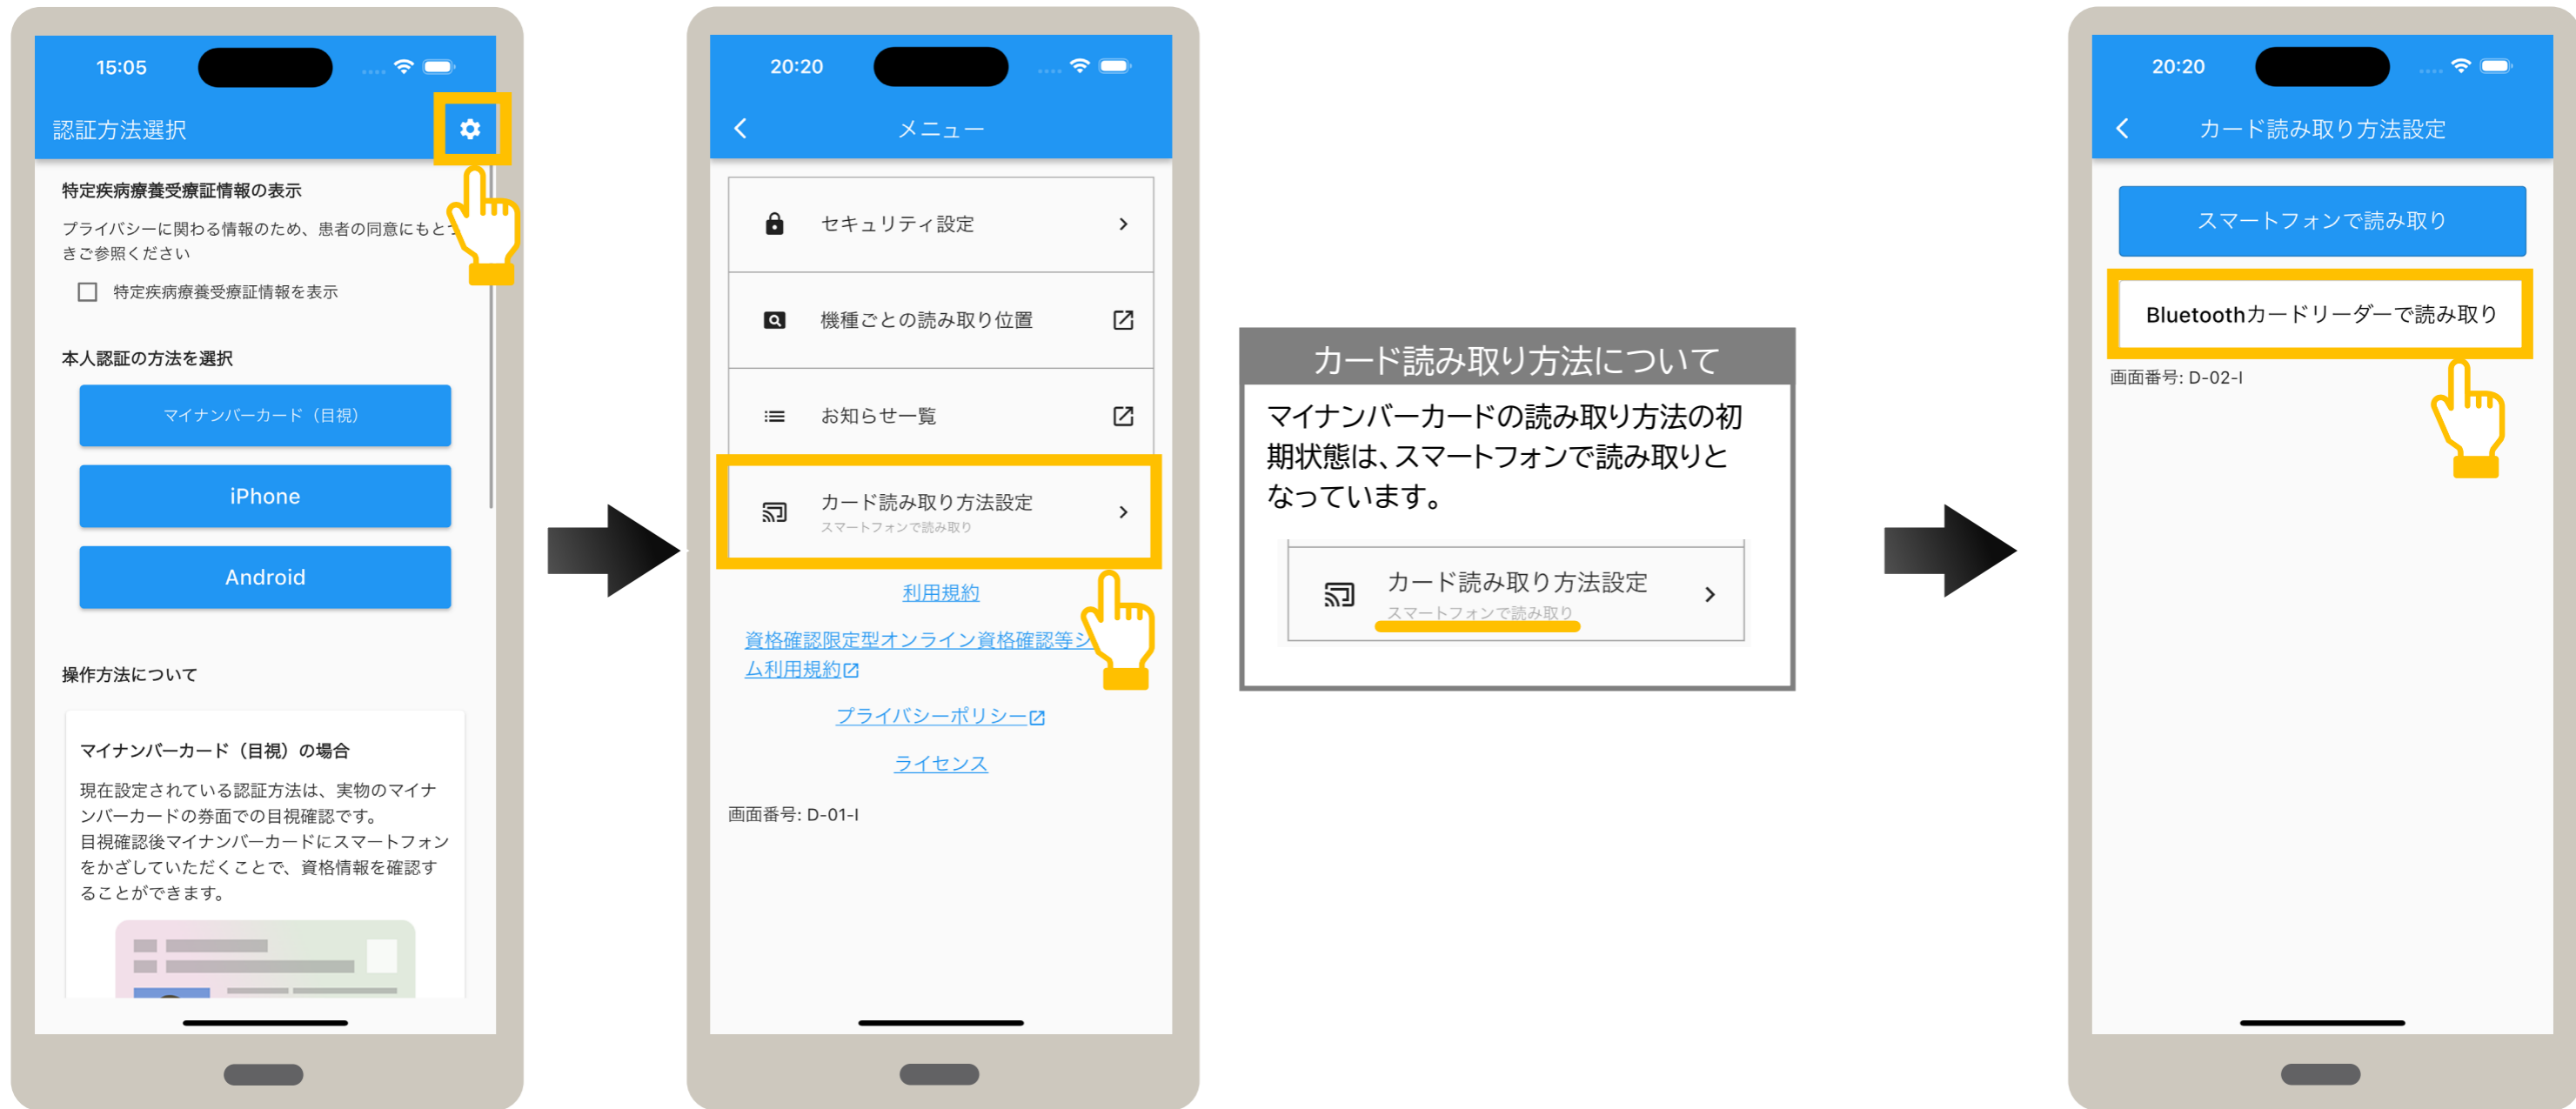 15:05
認証方法選択
特定疾病療養受療証情報の表示
プライバシーに関わる情報のため、患者の同意にもとづ
きご参照ください
特定疾病療養受療証情報を表示
本人認証の方法を選択
マイナンバーカード（目視）
iPhone
Android
操作方法について
マイナンバーカード（目視）の場合
現在設定されている認証方法は、実物のマイナ
ンバーカードの券面での目視確認です。
目視確認後マイナンバーカードにスマートフォン
をかざしていただくことで、資格情報を確認す
ることができます。
20:20
メニュー
セキュリティ設定
機種ごとの読み取り位置
お知らせ一覧
カード読み取り方法設定
スマートフォンで読み取り
利用規約
資格確認限定型オンライン資格確認等シ
ム利用規約
プライバシーポリシー
ライセンス
画面番号: D-01-I
カード読み取り方法について
マイナンバーカードの読み取り方法の初
期状態は、スマートフォンで読み取りと
なっています。
カード読み取り方法設定
スマートフォンで読み取り
20:20
カード読み取り方法設定
スマートフォンで読み取り
Bluetoothカードリーダーで読み取り
画面番号: D-02-I